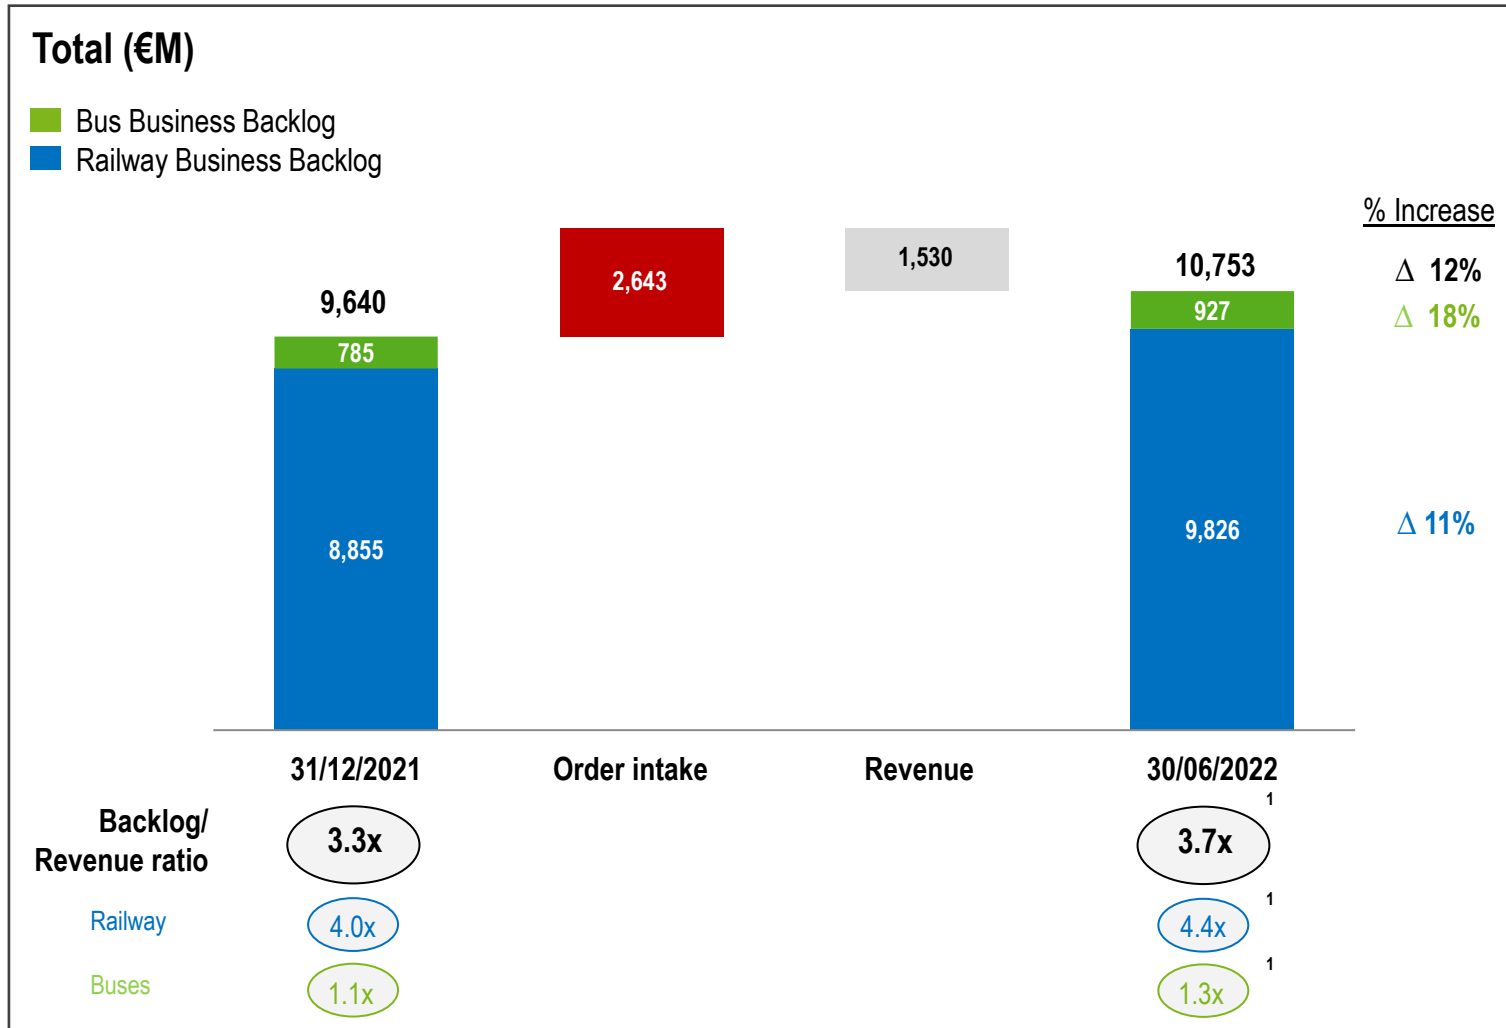 Total (€M)
Bus Business Backlog
Railway Business Backlog
% Increase
9,640
785
8,855
2,643
1,530
10,753
927
9,826
Δ 12%
Δ 18%
Δ 11%
31/12/2021
Order intake
Revenue
30/06/2022
Backlog/
Revenue ratio
3.3x
3.7x
1
Railway
4.0x
4.4x
1
Buses
1.1x
1.3x
1